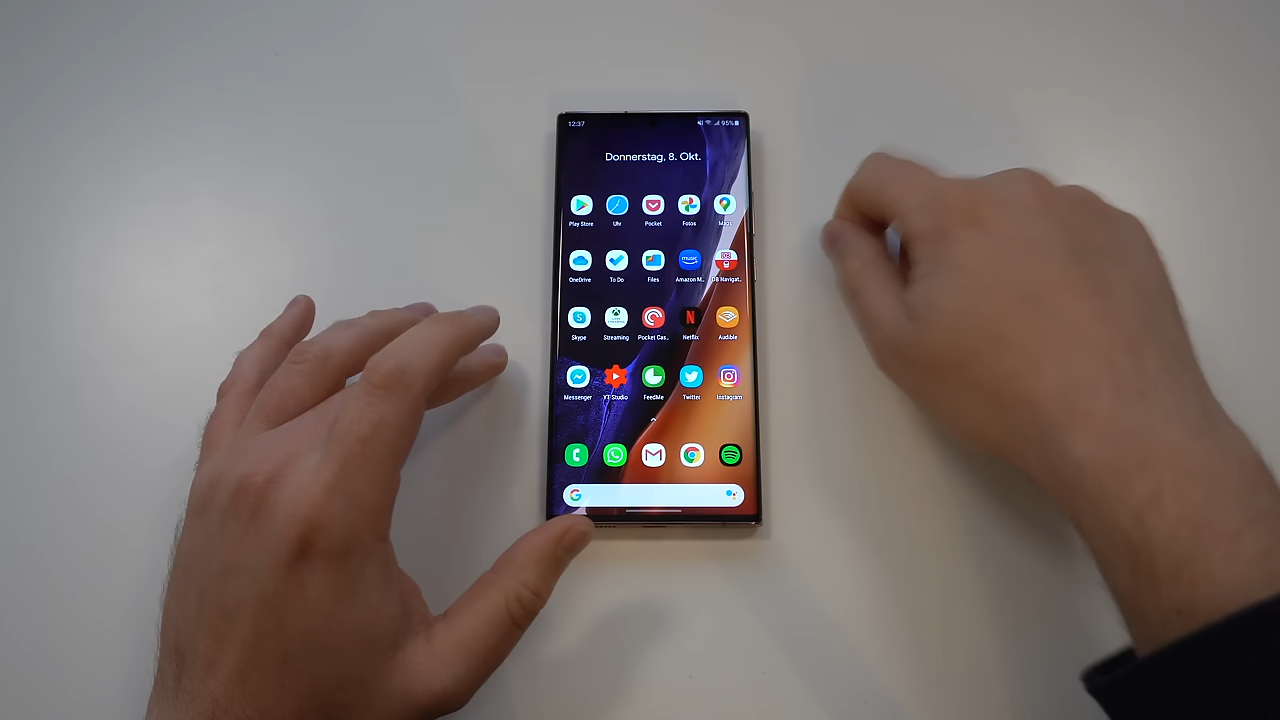 12:37 95%
Donnerstag, 8. Okt.
Play Store Uhr Pocket Fotos Maps
OneDrive To Do Files Amazon M.. DB Navigat..
music
Skype Streaming Pocket Cas.. Netflix Audible
Messenger YT Studio FeedMe Twitter Instagram